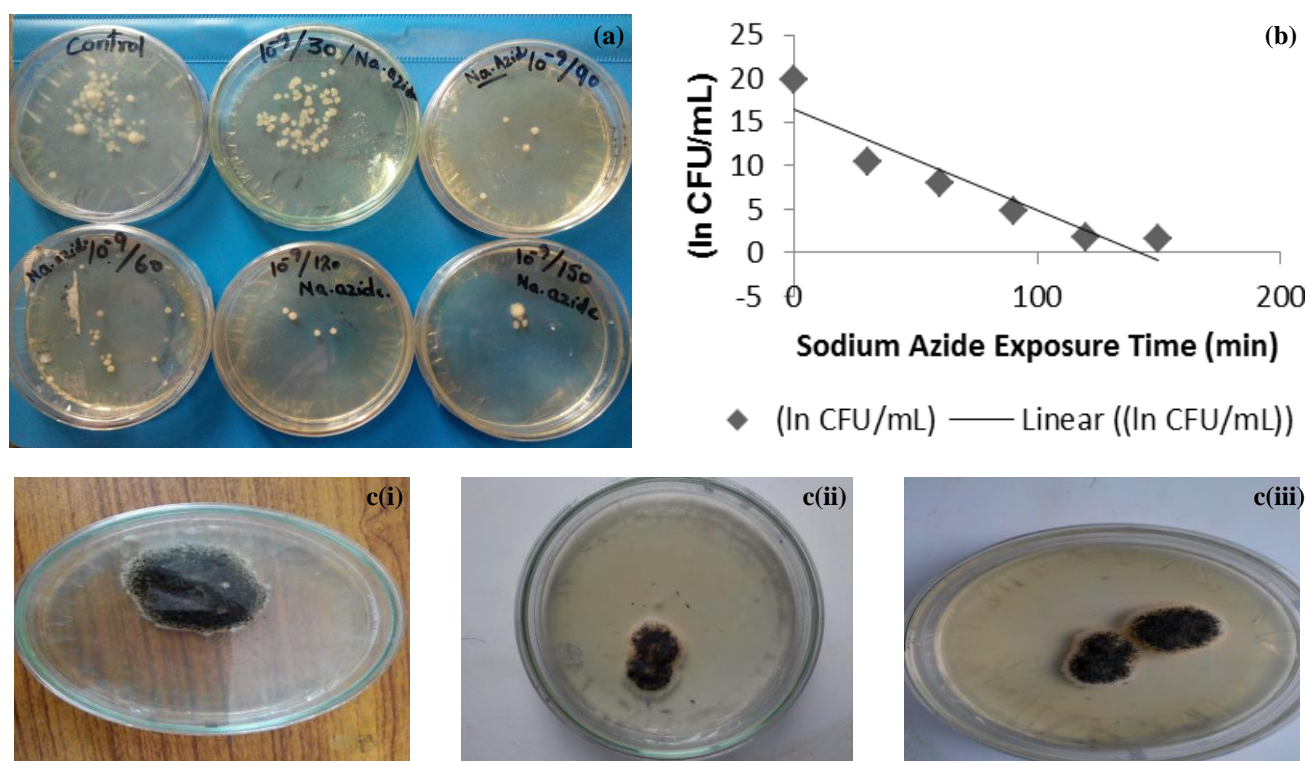 (a)
Control
10⁻⁹/30/Na.azide
Na.Azid 10⁻⁹/90
Na.azid 10⁻⁹/60
10⁻⁹/120
Na.azide.
10⁻⁹/150
Na.azide
(b)
25
20
15
10
5
0
-5
0
100
200
(ln CFU/mL)
Sodium Azide Exposure Time (min)
(ln CFU/mL)
Linear ((ln CFU/mL))
c(i)
c(ii)
c(iii)